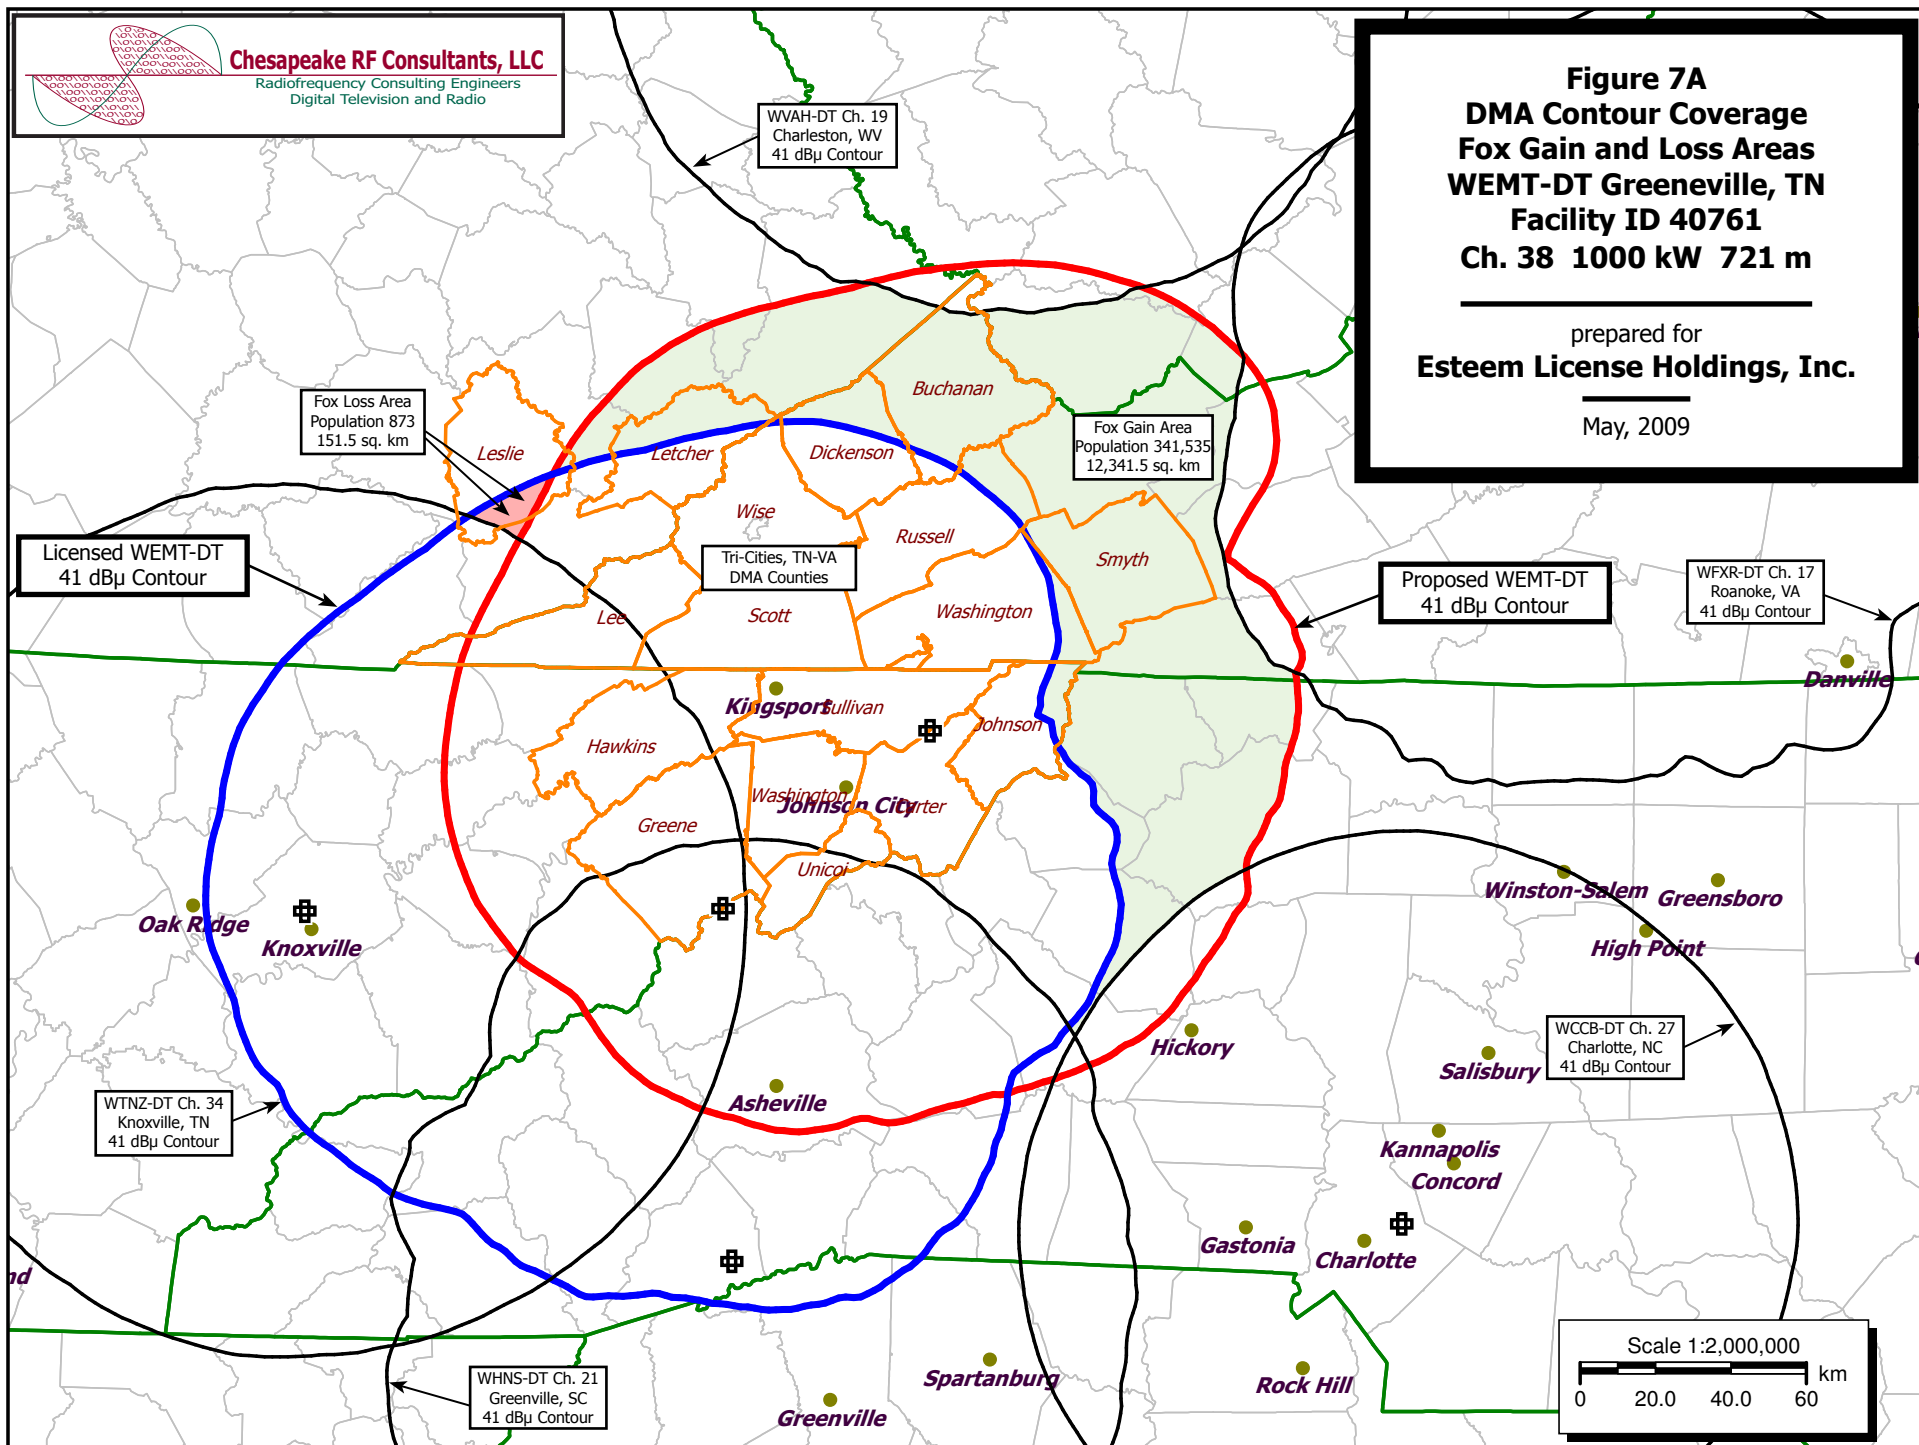 Chesapeake RF Consultants, LLC
Radiofrequency Consulting Engineers
Digital Television and Radio
Figure 7A
DMA Contour Coverage
Fox Gain and Loss Areas
WEMT-DT Greeneville, TN
Facility ID 40761
Ch. 38 1000 kW 721 m
prepared for
Esteem License Holdings, Inc.
May, 2009
WVAH-DT Ch. 19
Charleston, WV
41 dBµ Contour
Fox Loss Area
Population 873
151.5 sq. km
Buchanan
Fox Gain Area
Population 341,535
12,341.5 sq. km
Leslie
Letcher
Dickenson
Wise
Russell
Licensed WEMT-DT
41 dBµ Contour
Tri-Cities, TN-VA
DMA Counties
Smyth
Proposed WEMT-DT
41 dBµ Contour
WFXR-DT Ch. 17
Roanoke, VA
41 dBµ Contour
Lee
Scott
Washington
Danville
Kingsport
Sullivan
Johnson
Hawkins
Washington
Johnson City
Carter
Greene
Unicoi
Winston-Salem
Greensboro
Oak Ridge
Knoxville
High Point
Hickory
WCCB-DT Ch. 27
Charlotte, NC
41 dBµ Contour
Salisbury
WTNZ-DT Ch. 34
Knoxville, TN
41 dBµ Contour
Asheville
Kannapolis
Concord
Gastonia
Charlotte
nd
WHNS-DT Ch. 21
Greenville, SC
41 dBµ Contour
Spartanburg
Rock Hill
Greenville
Scale 1:2,000,000
km
0 20.0 40.0 60